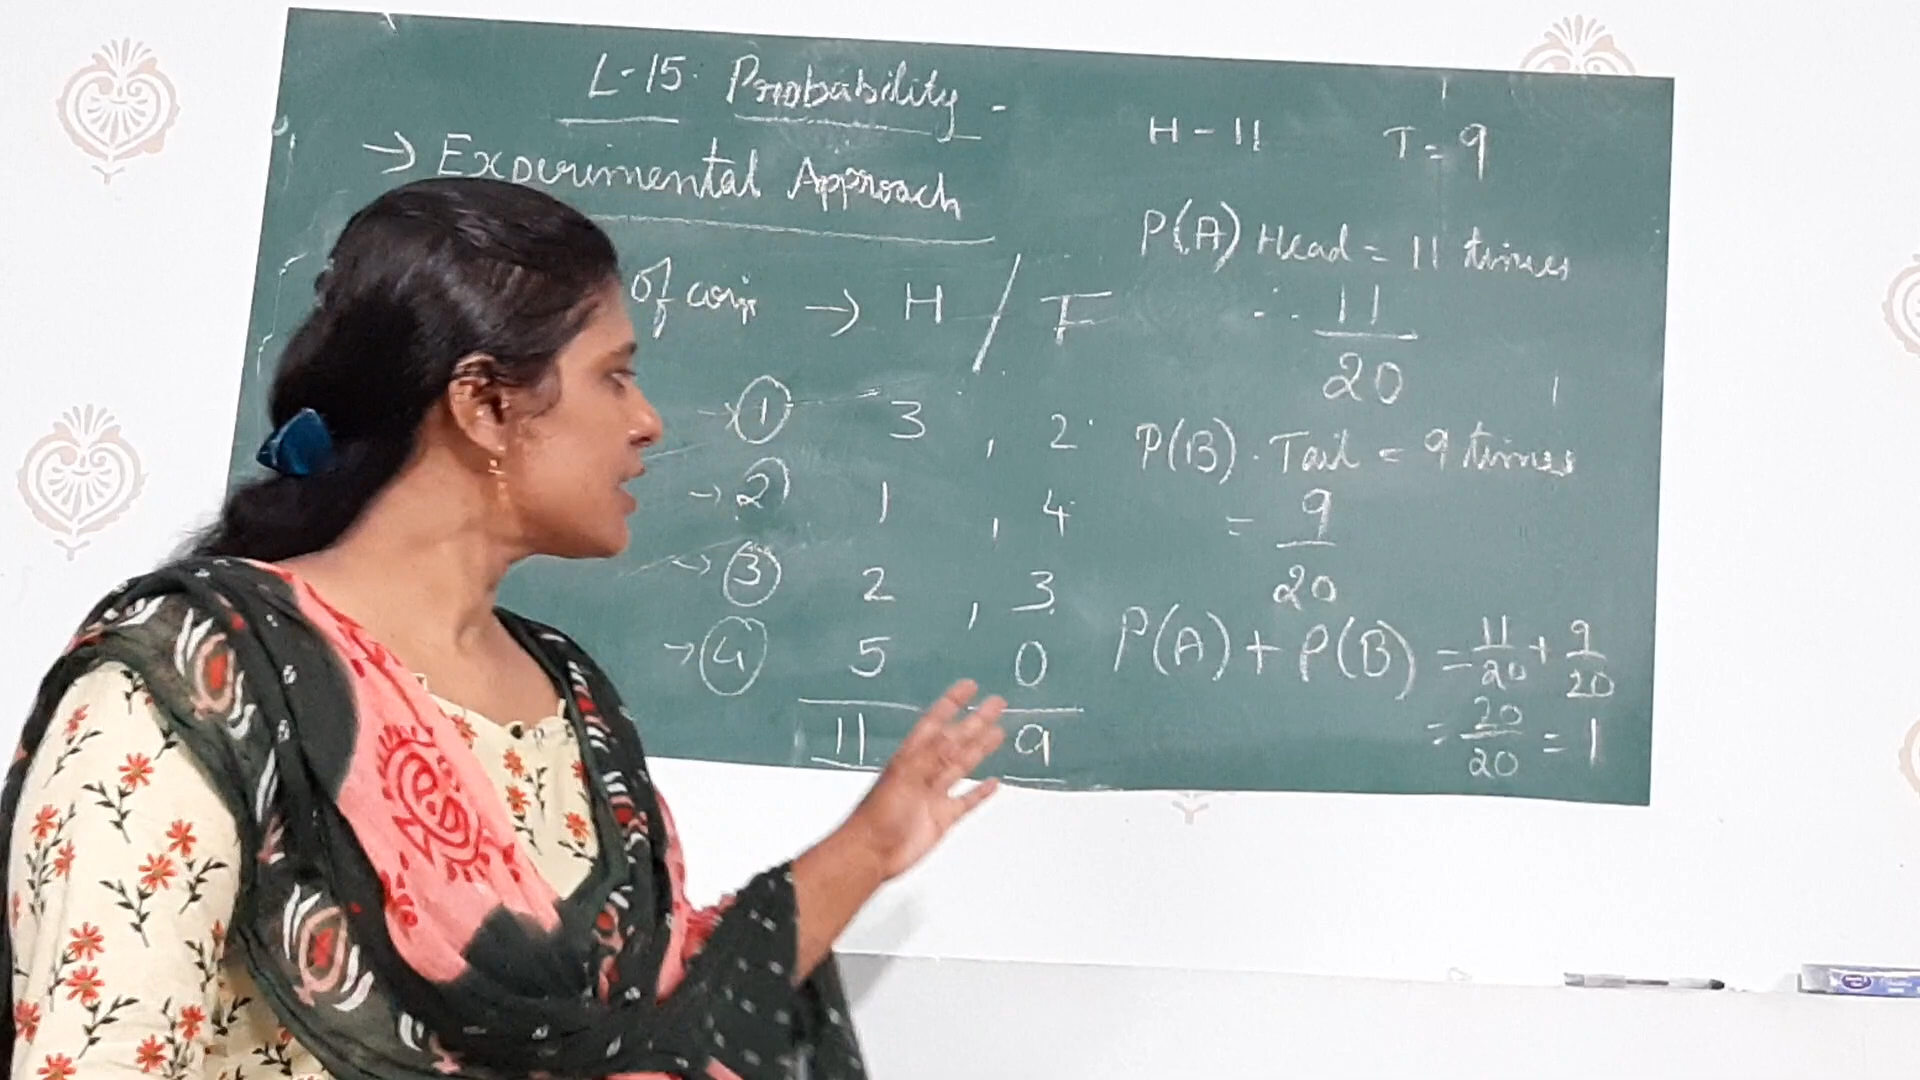 L-15. Probability -
→ Experimental Approach
of coin → H / T
→ ① 3 , 2
→ ② 1 , 4
→ ③ 2 , 3
→ ④ 5 0
11 9
H - 11 T = 9
P(A) Head = 11 times
∴ 11/20
P(B). Tail = 9 times
= 9/20
P(A) + P(B) = 11/20 + 9/20
= 20/20 = 1